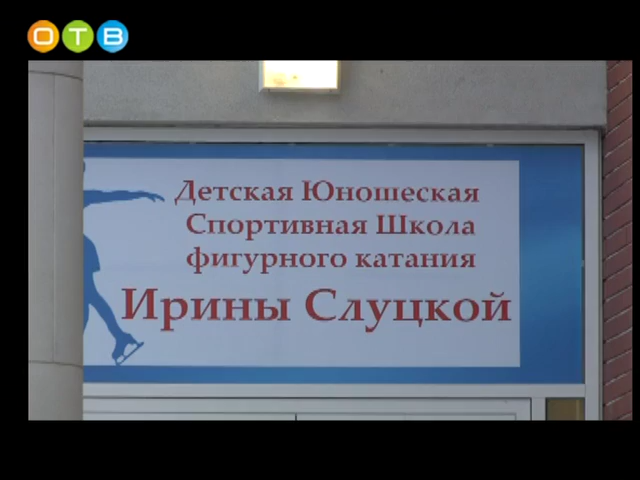 ОТВ
Детская Юношеская
Спортивная Школа
фигурного катания
Ирины Слуцкой